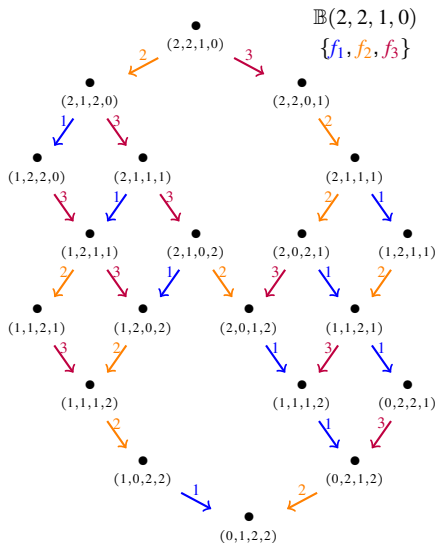 𝔹(2, 2, 1, 0)
{f₁, f₂, f₃}
(2,2,1,0)
2 3
(2,1,2,0) (2,2,0,1)
1 3 2
(1,2,2,0) (2,1,1,1) (2,1,1,1)
3 1 3 2 1
(1,2,1,1) (2,1,0,2) (2,0,2,1) (1,2,1,1)
2 3 1 2 3 1 2
(1,1,2,1) (1,2,0,2) (2,0,1,2) (1,1,2,1)
3 2 1 3 1
(1,1,1,2) (1,1,1,2) (0,2,2,1)
2 1 3
(1,0,2,2) (0,2,1,2)
1 2
(0,1,2,2)